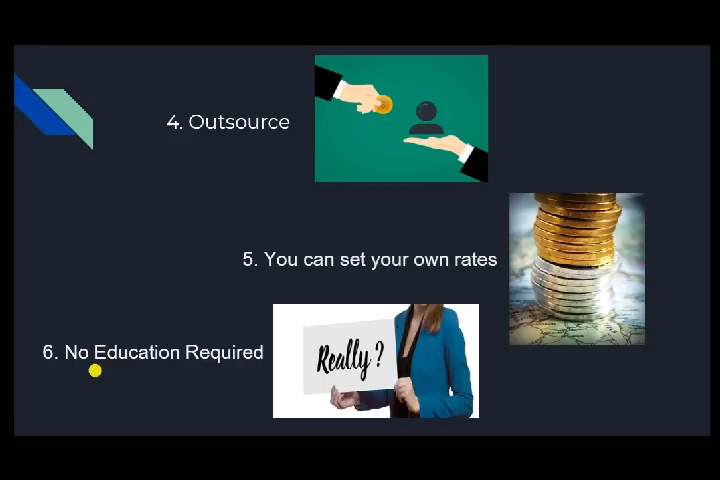 4. Outsource
5. You can set your own rates
6. No Education Required
Really?